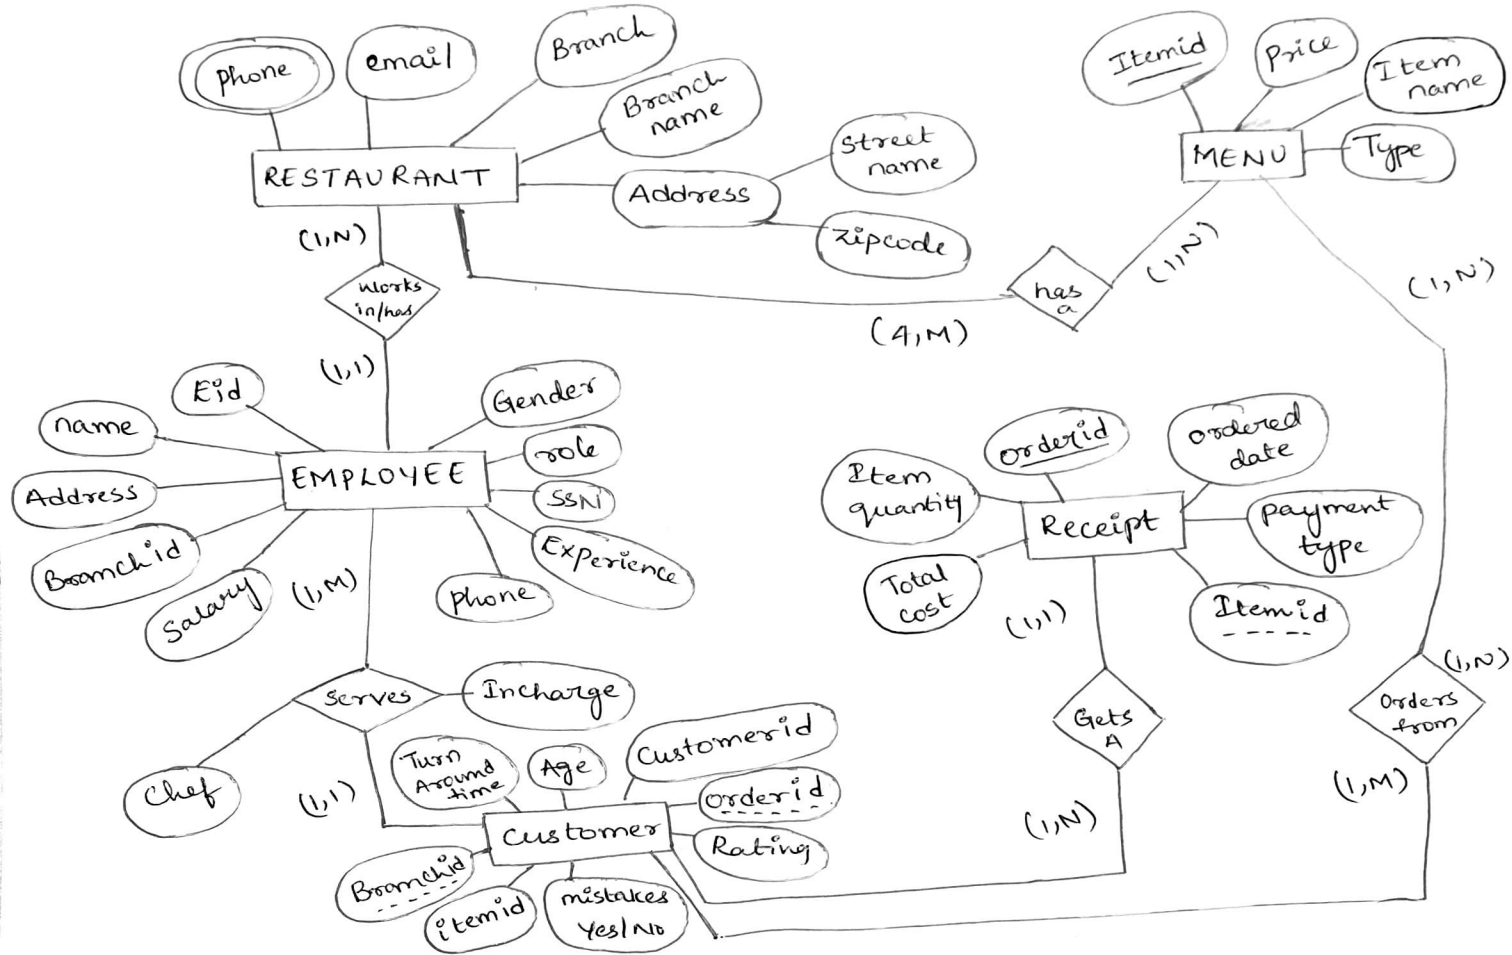 Phone
email
Branch
Branch
name
RESTAURANT
Address
Street
name
Zipcode
Itemid
Price
Item
name
MENU
Type
(1,N)
works
in/has
(1,1)
has
a
(1,N)
(4,M)
(1,N)
Eid
name
Address
Branchid
Salary
EMPLOYEE
Gender
role
SSN
Experience
phone
(1,M)
orderid
ordered
date
Item
quantity
Receipt
payment
type
Total
cost
Itemid
(1,1)
Serves
Incharge
Chef
(1,1)
Gets
A
(1,N)
(1,N)
Orders
from
(1,M)
Turn
Around
time
Age
Customerid
orderid
Customer
Rating
Branchid
itemid
mistakes
Yes/No